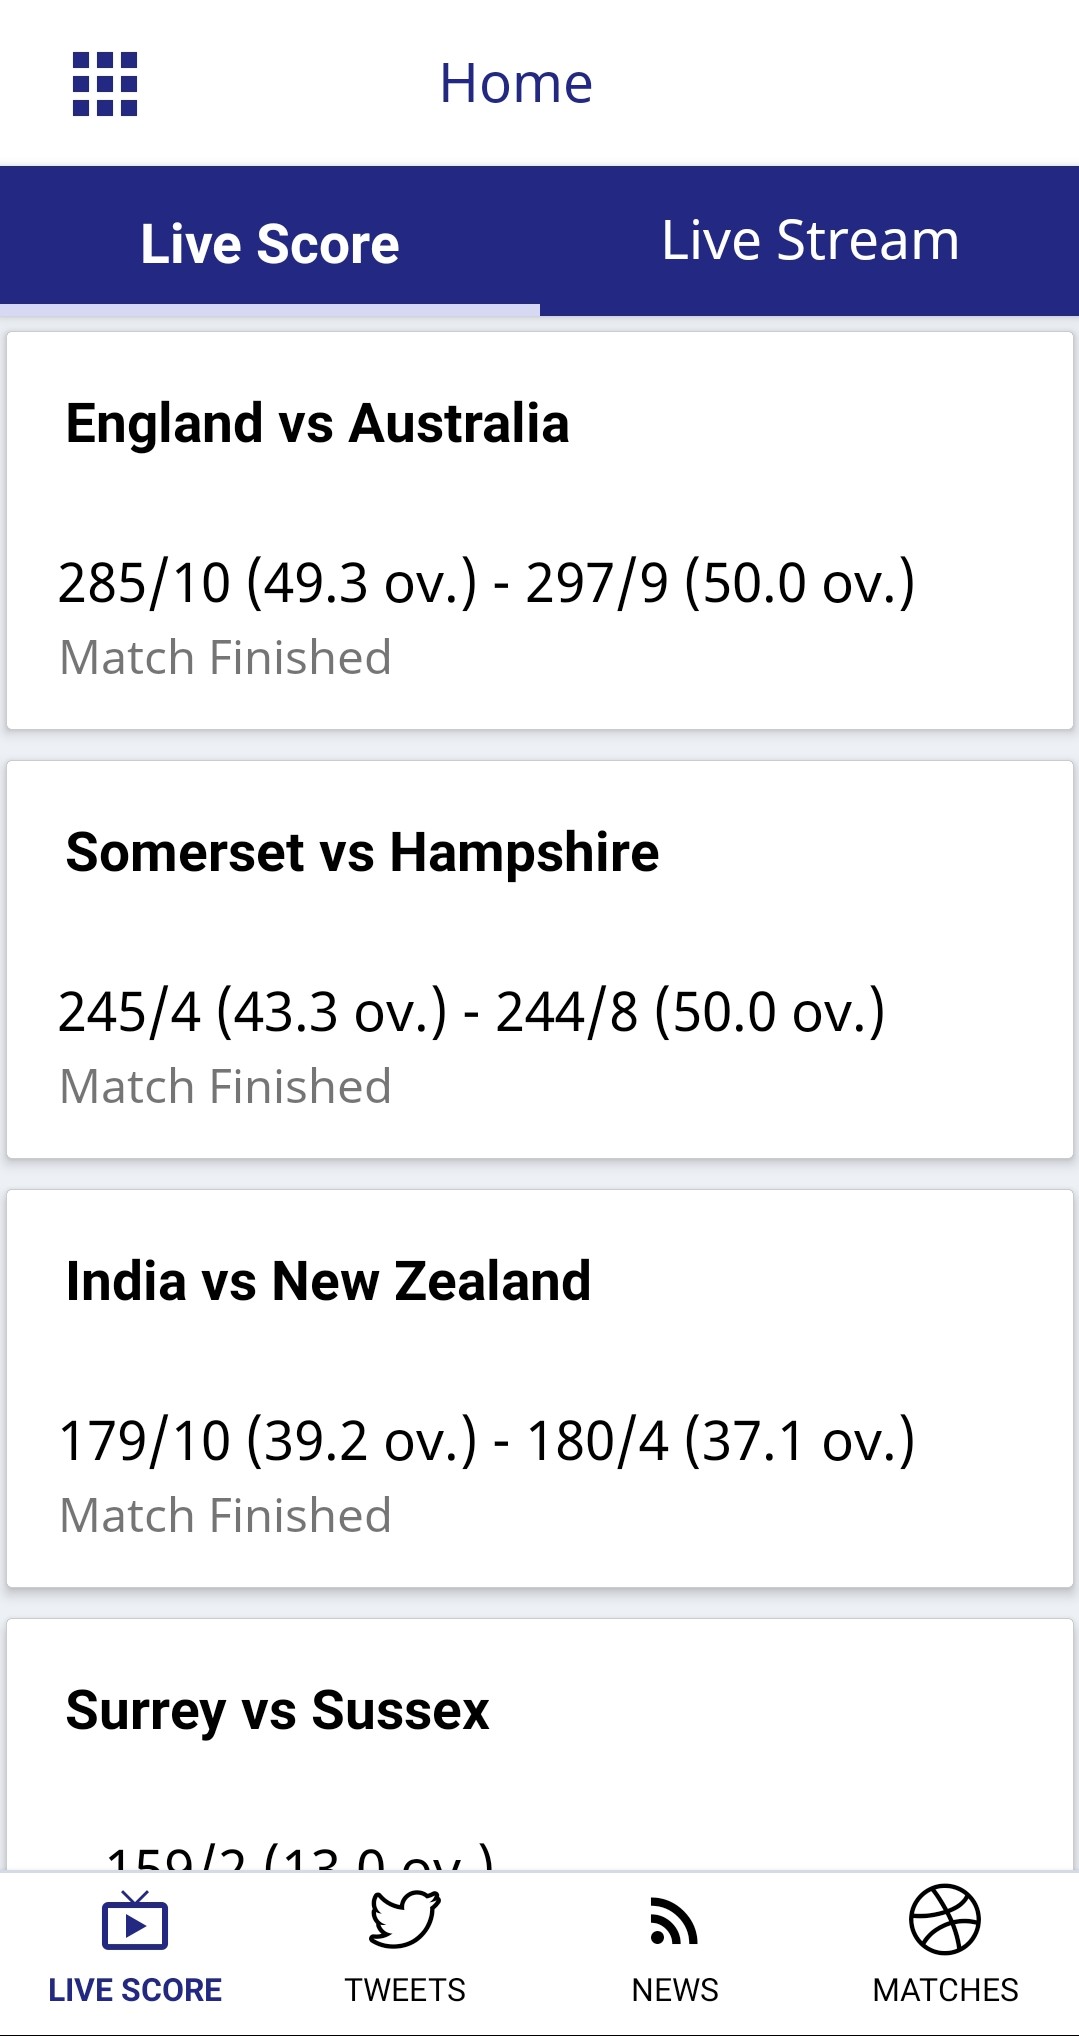 Home
Live Score
Live Stream
England vs Australia
285/10 (49.3 ov.) - 297/9 (50.0 ov.)
Match Finished
Somerset vs Hampshire
245/4 (43.3 ov.) - 244/8 (50.0 ov.)
Match Finished
India vs New Zealand
179/10 (39.2 ov.) - 180/4 (37.1 ov.)
Match Finished
Surrey vs Sussex
159/2 (13.0 ov.)
LIVE SCORE
TWEETS
NEWS
MATCHES